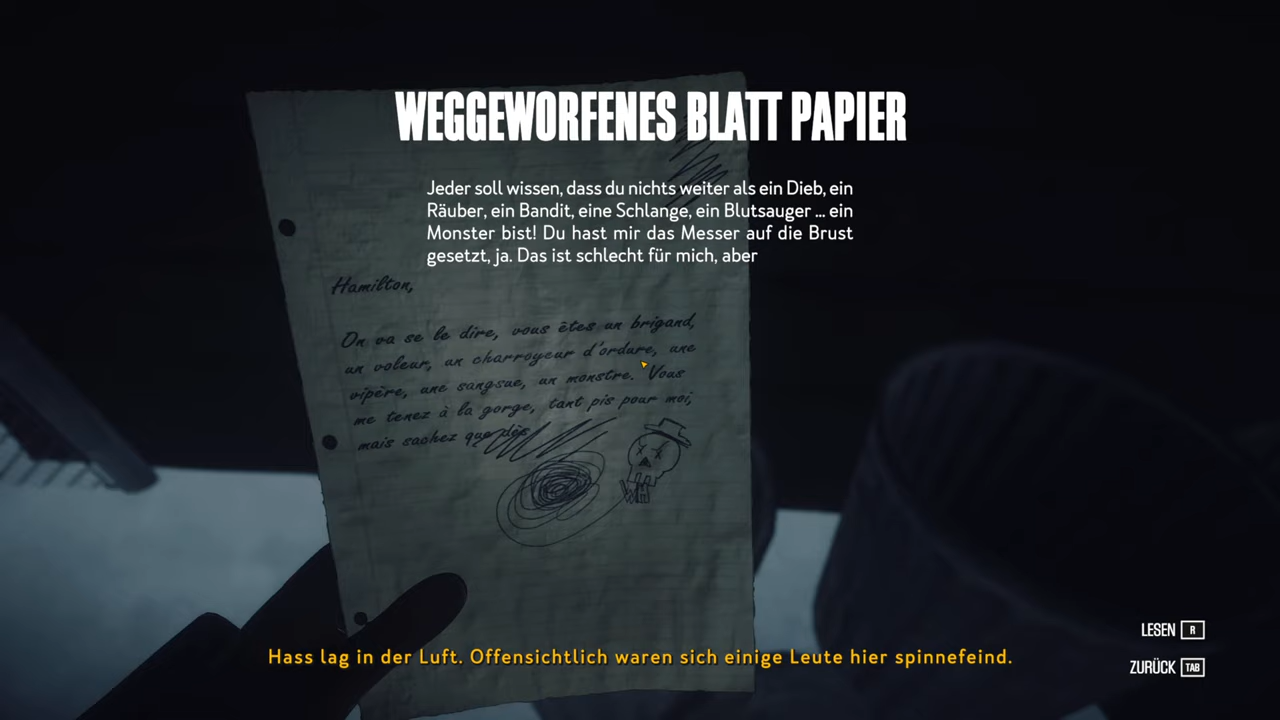 WEGGEWORFENES BLATT PAPIER
Jeder soll wissen, dass du nichts weiter als ein Dieb, ein
Räuber, ein Bandit, eine Schlange, ein Blutsauger ... ein
Monster bist! Du hast mir das Messer auf die Brust
gesetzt, ja. Das ist schlecht für mich, aber
Hamilton,
On va se le dire, vous êtes un brigand,
un voleur, un charroyeur d'ordure, une
vipère, une sangsue, un monstre. Vous
me tenez à la gorge, tant pis pour moi,
mais sachez que dès
Hass lag in der Luft. Offensichtlich waren sich einige Leute hier spinnefeind.
LESEN R
ZURÜCK TAB